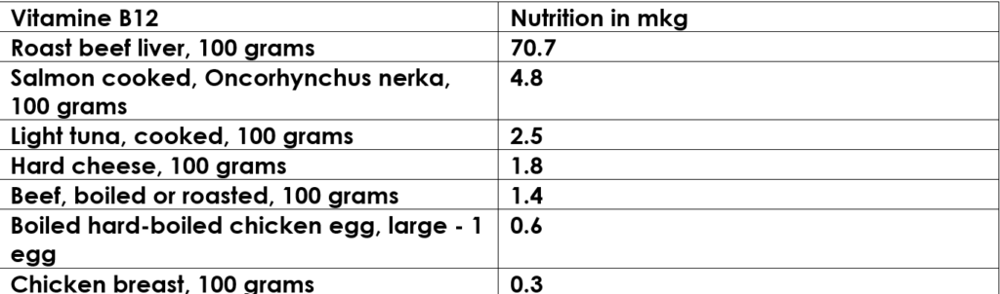 Vitamine B12 Nutrition in mkg
Roast beef liver, 100 grams 70.7
Salmon cooked, Oncorhynchus nerka, 4.8
100 grams
Light tuna, cooked, 100 grams 2.5
Hard cheese, 100 grams 1.8
Beef, boiled or roasted, 100 grams 1.4
Boiled hard-boiled chicken egg, large - 1 0.6
egg
Chicken breast, 100 grams 0.3